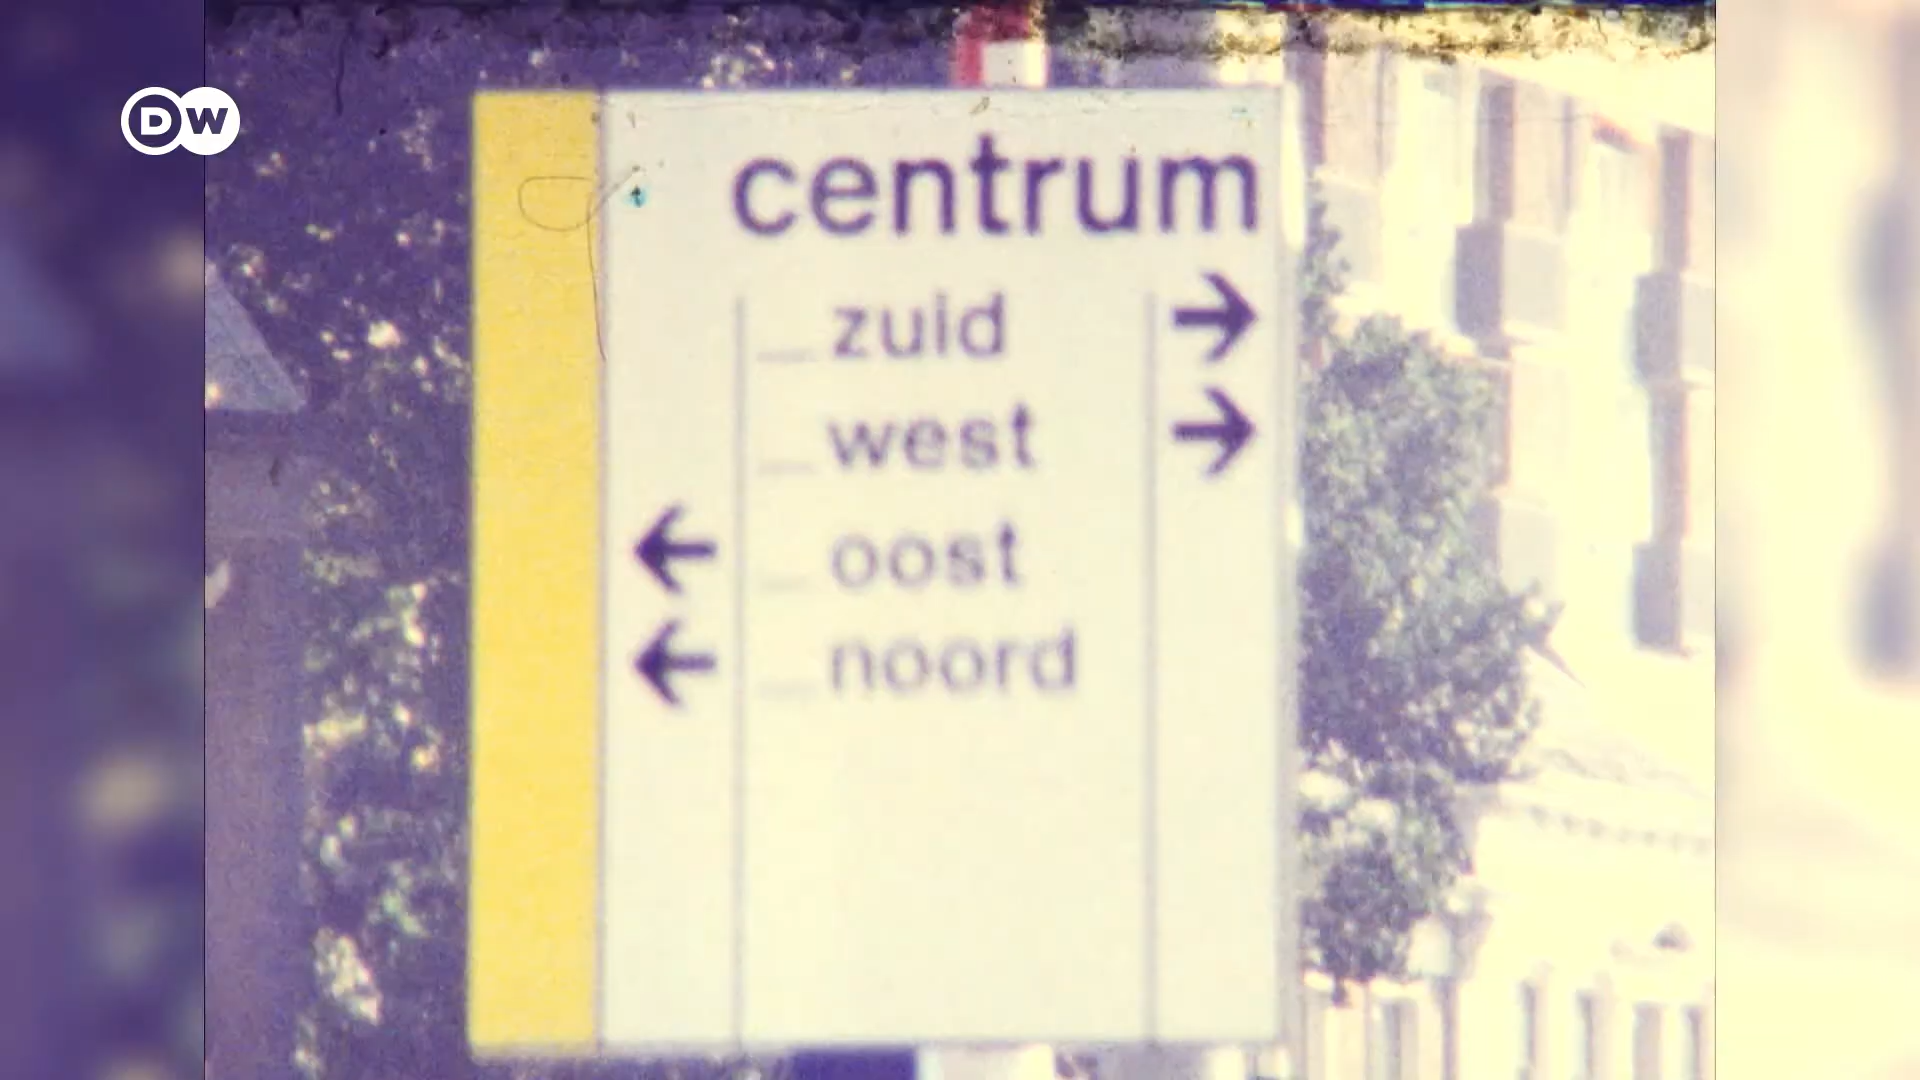 DW
centrum
zuid →
west →
← oost
← noord